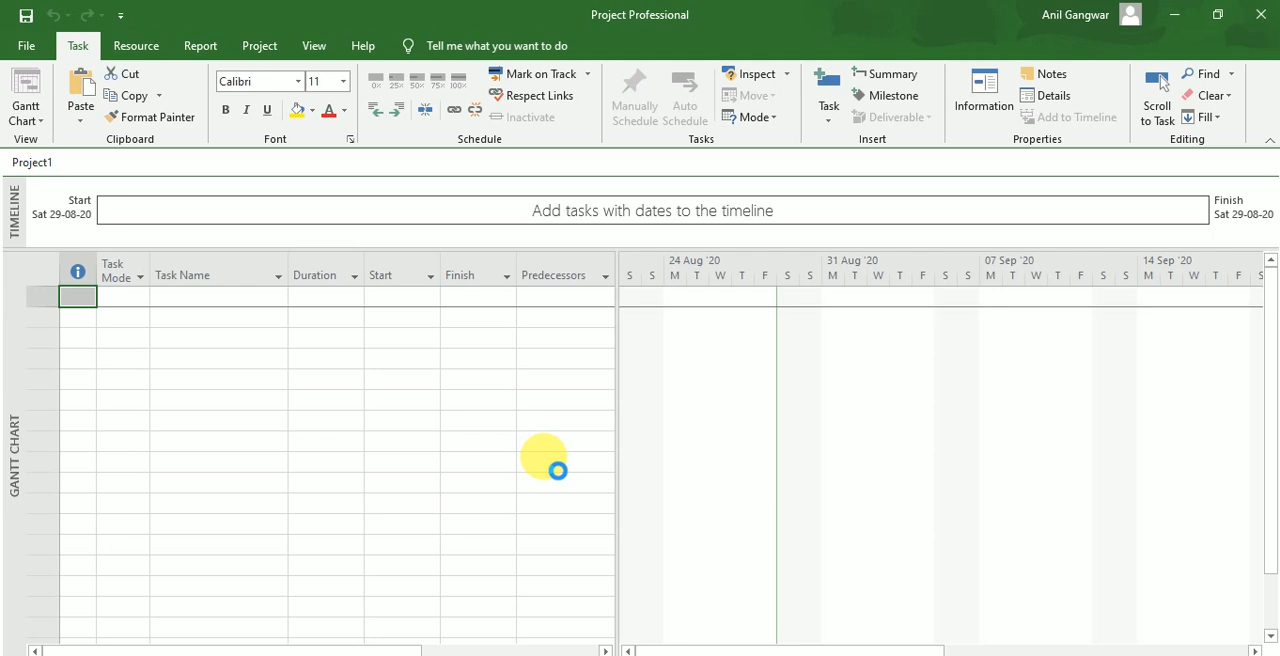 Project Professional
Anil Gangwar
File Task Resource Report Project View Help Tell me what you want to do
Gantt Chart
View
Paste
Cut
Copy
Format Painter
Clipboard
Calibri 11
B I U A
Font
0% 25% 50% 75% 100%
Mark on Track
Respect Links
Inactivate
Schedule
Manually Schedule
Auto Schedule
Inspect
Move
Mode
Tasks
Task
Summary
Milestone
Deliverable
Insert
Information
Notes
Details
Add to Timeline
Properties
Scroll to Task
Find
Clear
Fill
Editing
Project1
TIMELINE
Start
Sat 29-08-20
Add tasks with dates to the timeline
Finish
Sat 29-08-20
GANTT CHART
Task Mode
Task Name
Duration
Start
Finish
Predecessors
24 Aug '20 31 Aug '20 07 Sep '20 14 Sep '20
S S M T W T F S S M T W T F S S M T W T F S S M T W T F S